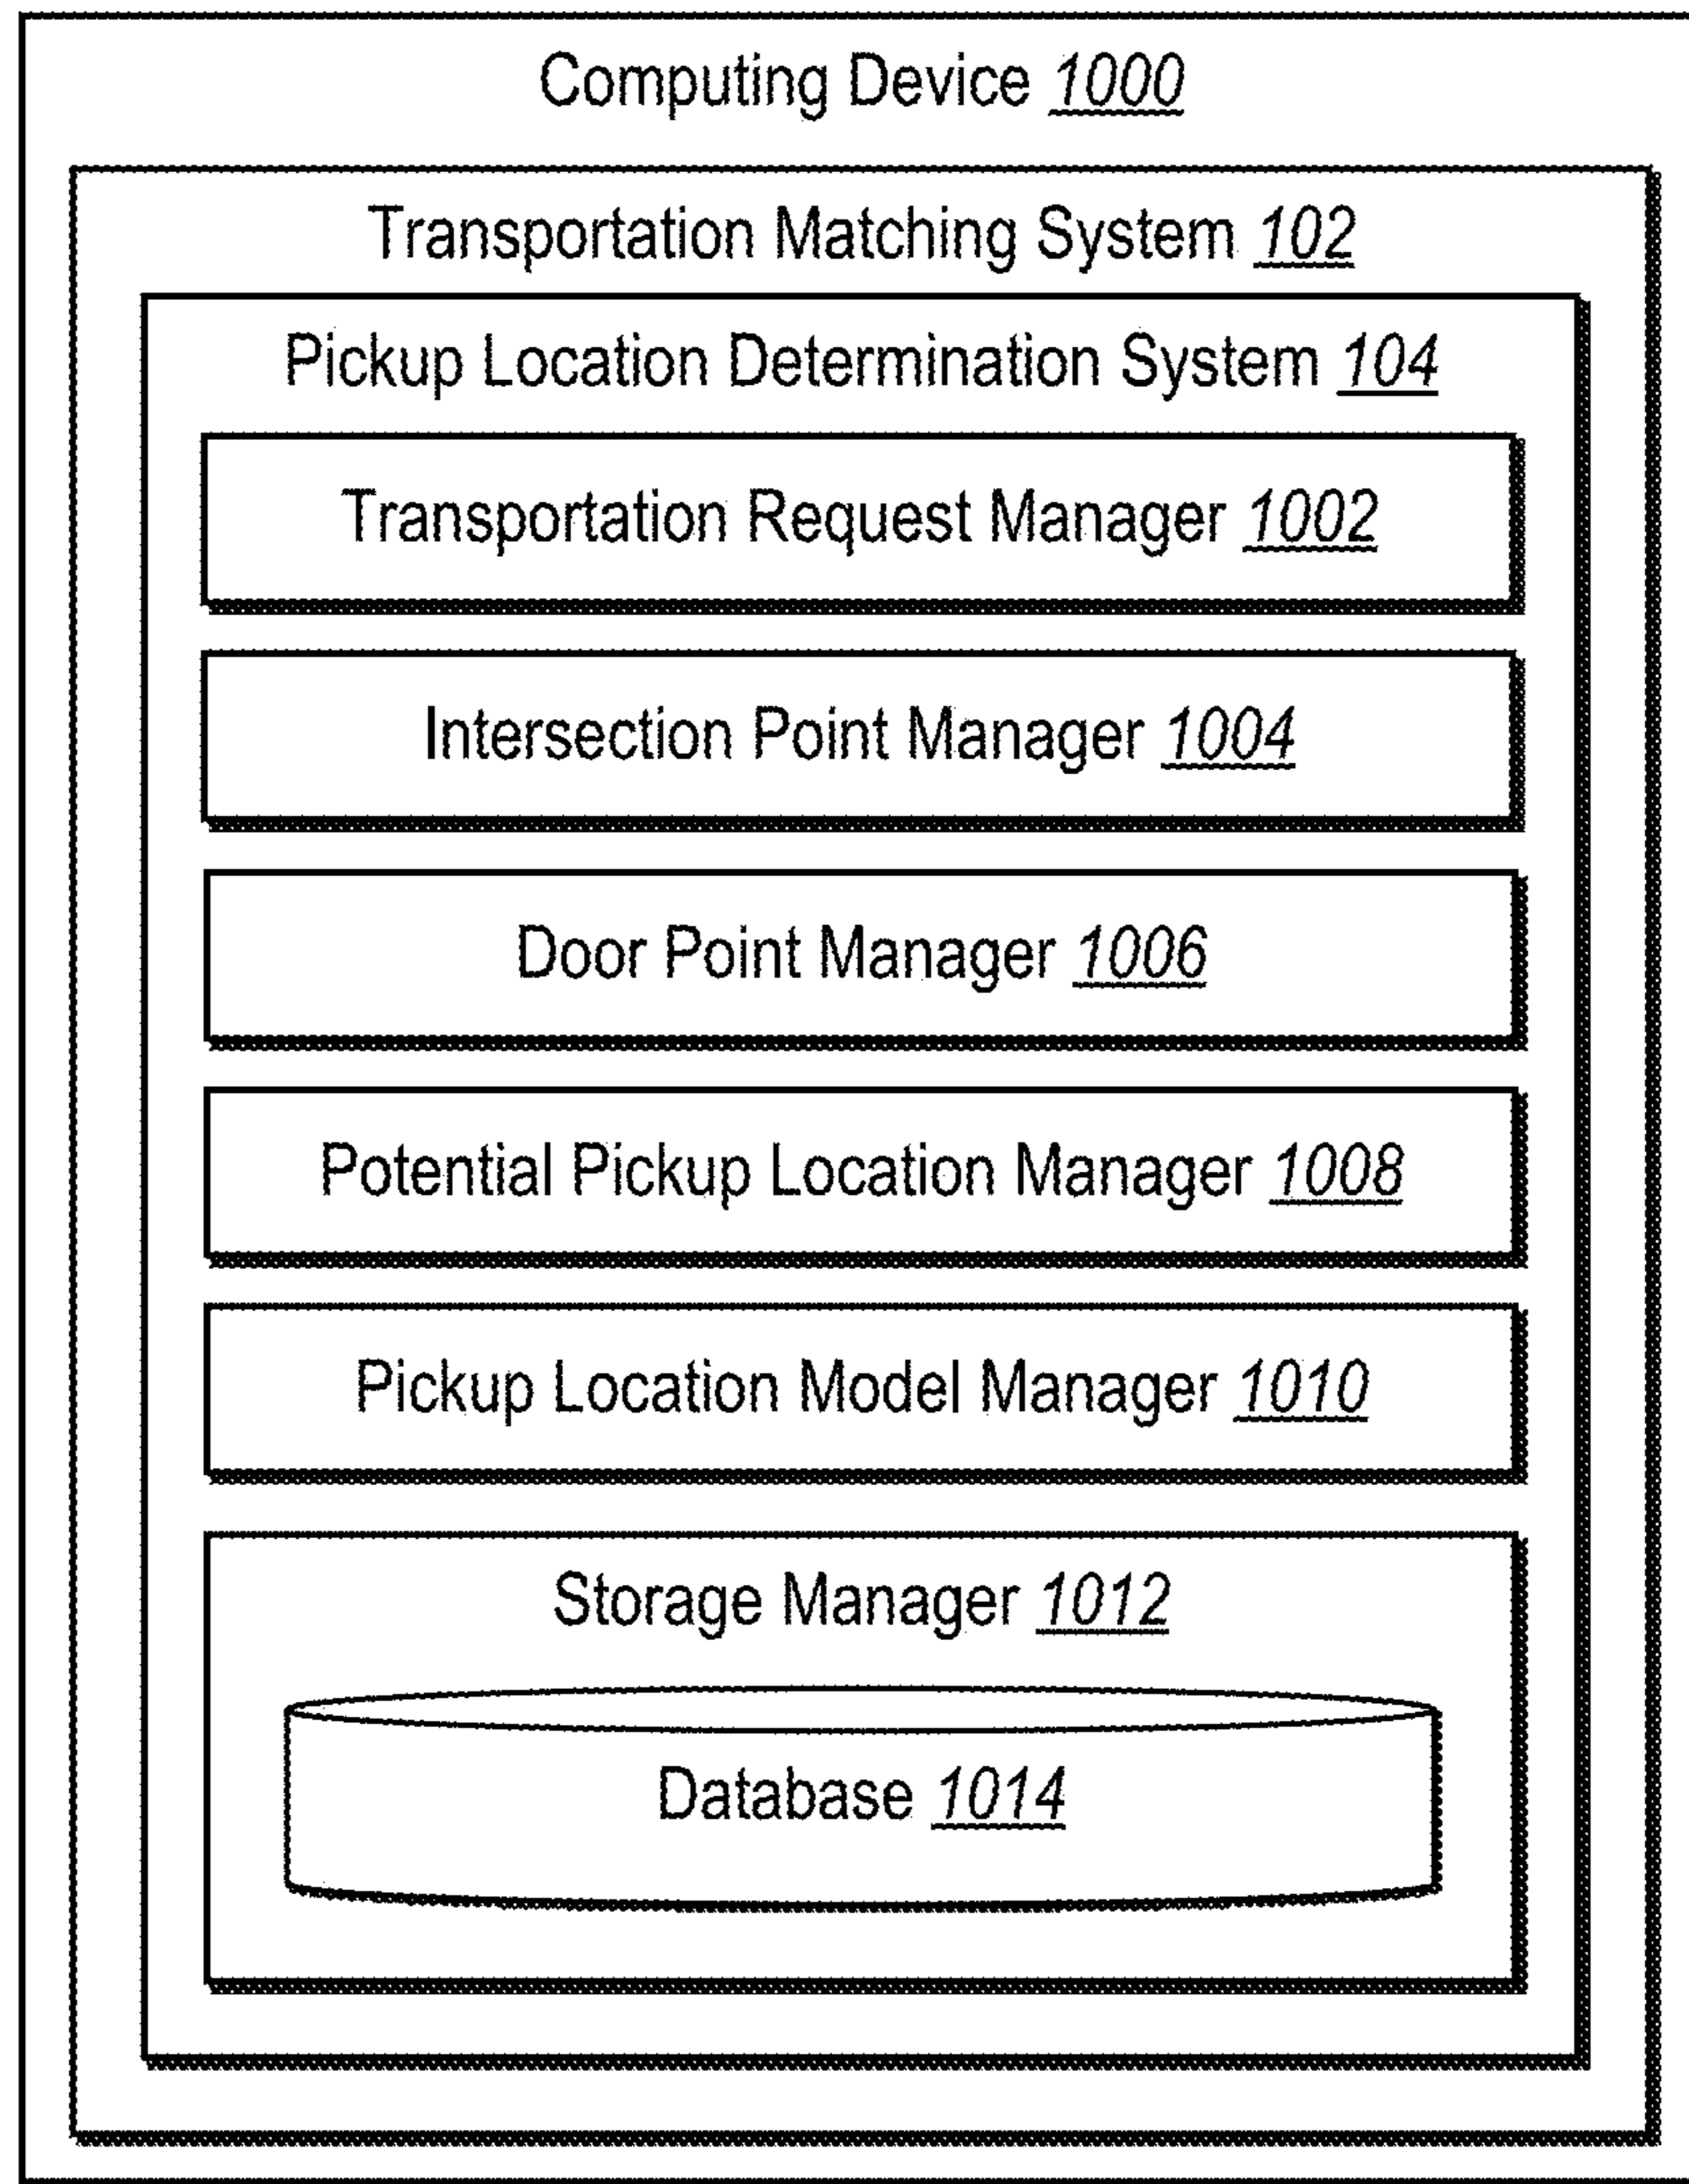 Computing Device 1000
Transportation Matching System 102
Pickup Location Determination System 104
Transportation Request Manager 1002
Intersection Point Manager 1004
Door Point Manager 1006
Potential Pickup Location Manager 1008
Pickup Location Model Manager 1010
Storage Manager 1012
Database 1014